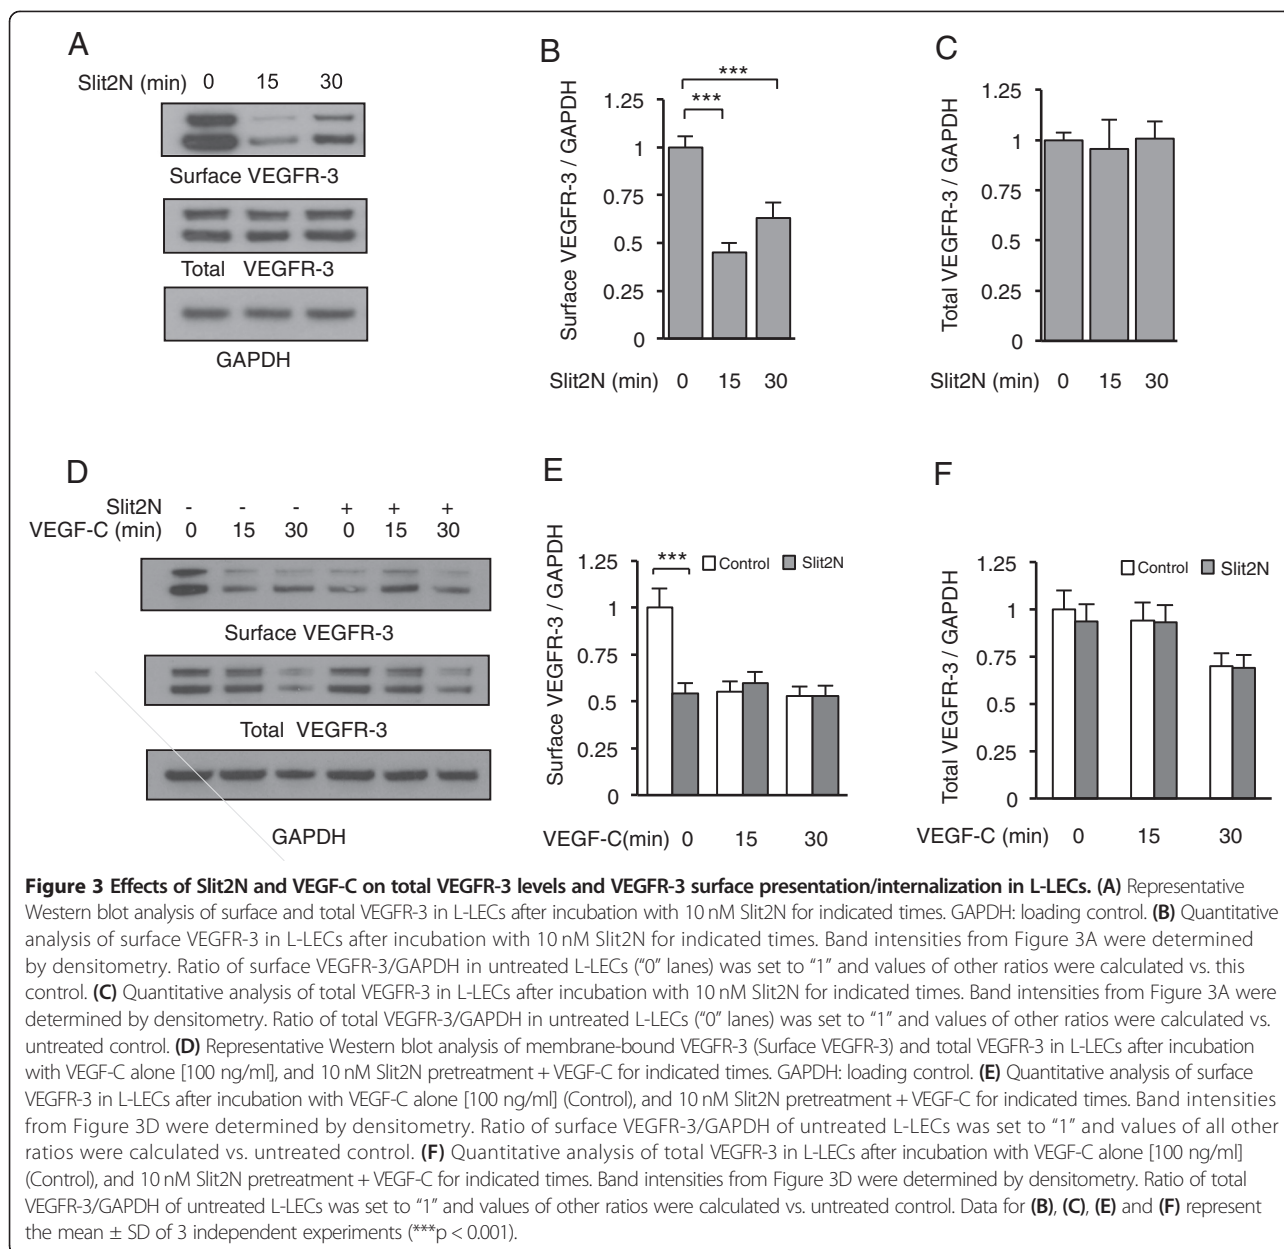 A
Slit2N (min) 0 15 30
Surface VEGFR-3
Total VEGFR-3
GAPDH
B
*** 
***
1.25
1
0.75
0.5
0.25
0
Surface VEGFR-3 / GAPDH
Slit2N (min) 0 15 30
C
1.25
1
0.75
0.5
0.25
0
Total VEGFR-3 / GAPDH
Slit2N (min) 0 15 30
D
Slit2N - - - + + +
VEGF-C (min) 0 15 30 0 15 30
Surface VEGFR-3
Total VEGFR-3
GAPDH
E
1.25
1
0.75
0.5
0.25
0
Surface VEGFR-3 / GAPDH
***
Control Slit2N
VEGF-C(min) 0 15 30
F
1.25
1
0.75
0.5
0.25
0
Total VEGFR-3 / GAPDH
Control Slit2N
VEGF-C (min) 0 15 30
Figure 3 Effects of Slit2N and VEGF-C on total VEGFR-3 levels and VEGFR-3 surface presentation/internalization in L-LECs. (A) Representative
Western blot analysis of surface and total VEGFR-3 in L-LECs after incubation with 10 nM Slit2N for indicated times. GAPDH: loading control. (B) Quantitative
analysis of surface VEGFR-3 in L-LECs after incubation with 10 nM Slit2N for indicated times. Band intensities from Figure 3A were determined
by densitometry. Ratio of surface VEGFR-3/GAPDH in untreated L-LECs (“0” lanes) was set to “1” and values of other ratios were calculated vs. this
control. (C) Quantitative analysis of total VEGFR-3 in L-LECs after incubation with 10 nM Slit2N for indicated times. Band intensities from Figure 3A were
determined by densitometry. Ratio of total VEGFR-3/GAPDH in untreated L-LECs (“0” lanes) was set to “1” and values of other ratios were calculated vs.
untreated control. (D) Representative Western blot analysis of membrane-bound VEGFR-3 (Surface VEGFR-3) and total VEGFR-3 in L-LECs after incubation
with VEGF-C alone [100 ng/ml], and 10 nM Slit2N pretreatment + VEGF-C for indicated times. GAPDH: loading control. (E) Quantitative analysis of surface
VEGFR-3 in L-LECs after incubation with VEGF-C alone [100 ng/ml] (Control), and 10 nM Slit2N pretreatment + VEGF-C for indicated times. Band intensities
from Figure 3D were determined by densitometry. Ratio of surface VEGFR-3/GAPDH of untreated L-LECs was set to “1” and values of all other
ratios were calculated vs. untreated control. (F) Quantitative analysis of total VEGFR-3 in L-LECs after incubation with VEGF-C alone [100 ng/ml]
(Control), and 10 nM Slit2N pretreatment + VEGF-C for indicated times. Band intensities from Figure 3D were determined by densitometry. Ratio of total
VEGFR-3/GAPDH of untreated L-LECs was set to “1” and values of other ratios were calculated vs. untreated control. Data for (B), (C), (E) and (F) represent
the mean ± SD of 3 independent experiments (***p < 0.001).